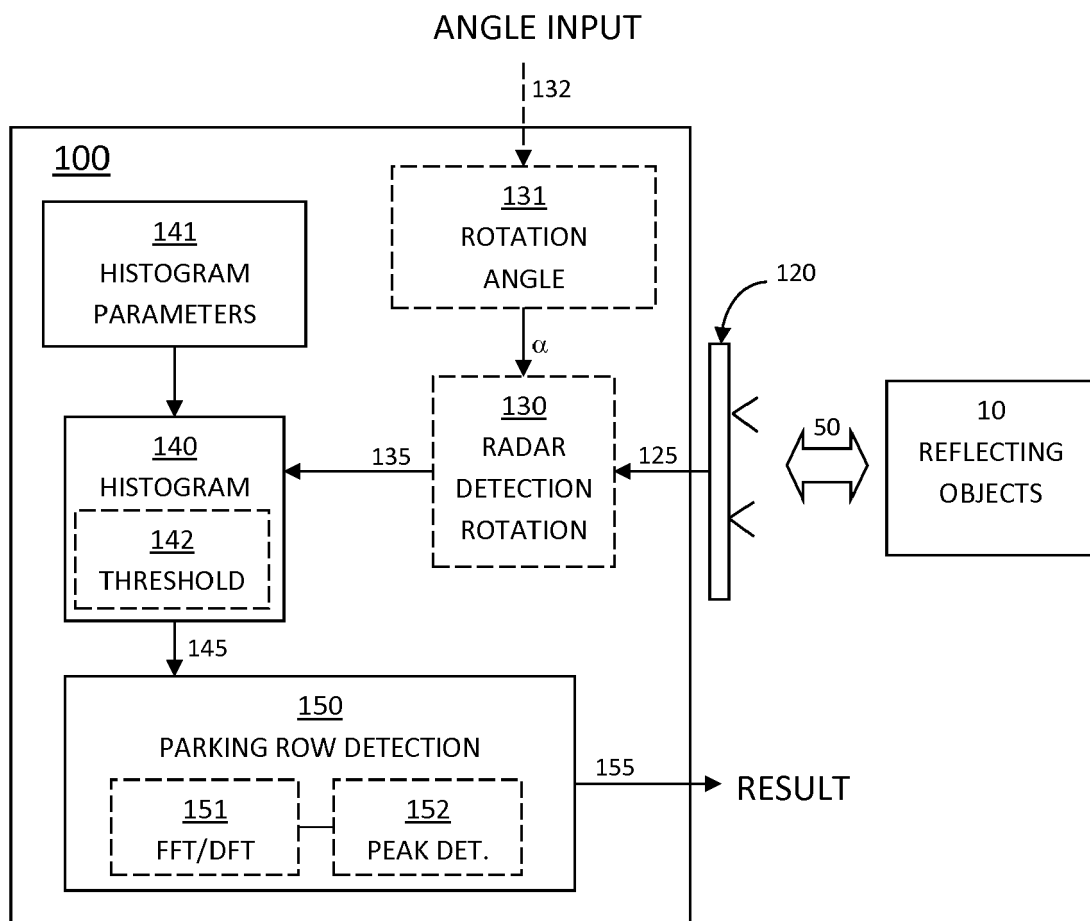 ANGLE INPUT
132
100
131
ROTATION
ANGLE
141
HISTOGRAM
PARAMETERS
120
α
130
RADAR
DETECTION
ROTATION
10
REFLECTING
OBJECTS
50
125
135
140
HISTOGRAM
142
THRESHOLD
145
150
PARKING ROW DETECTION
155
RESULT
151
FFT/DFT
152
PEAK DET.